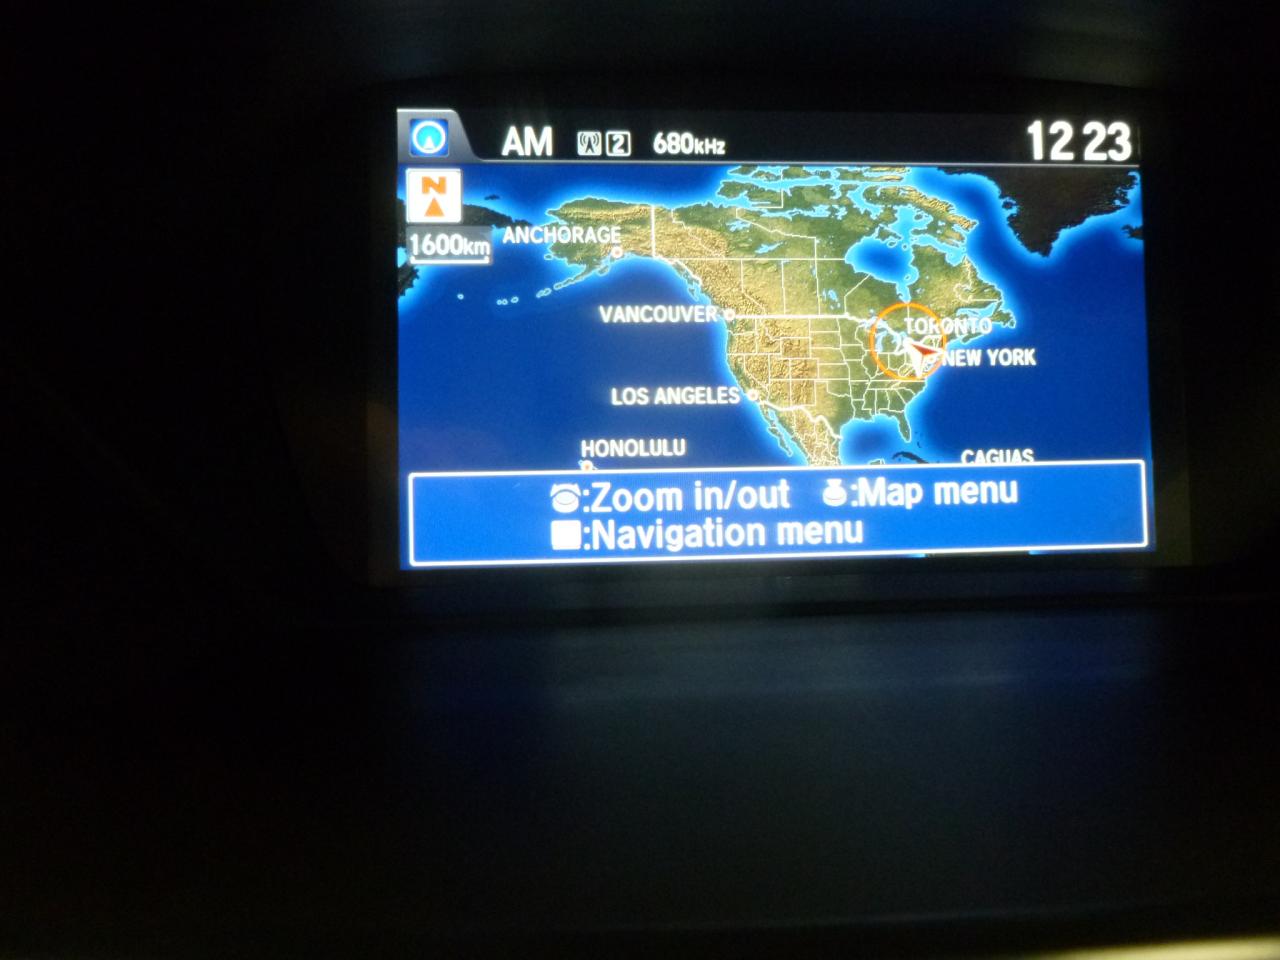 AM 2 680kHz 12 23
N
1600km
ANCHORAGE
VANCOUVER
TORONTO
NEW YORK
LOS ANGELES
HONOLULU
CAGUAS
:Zoom in/out :Map menu
:Navigation menu